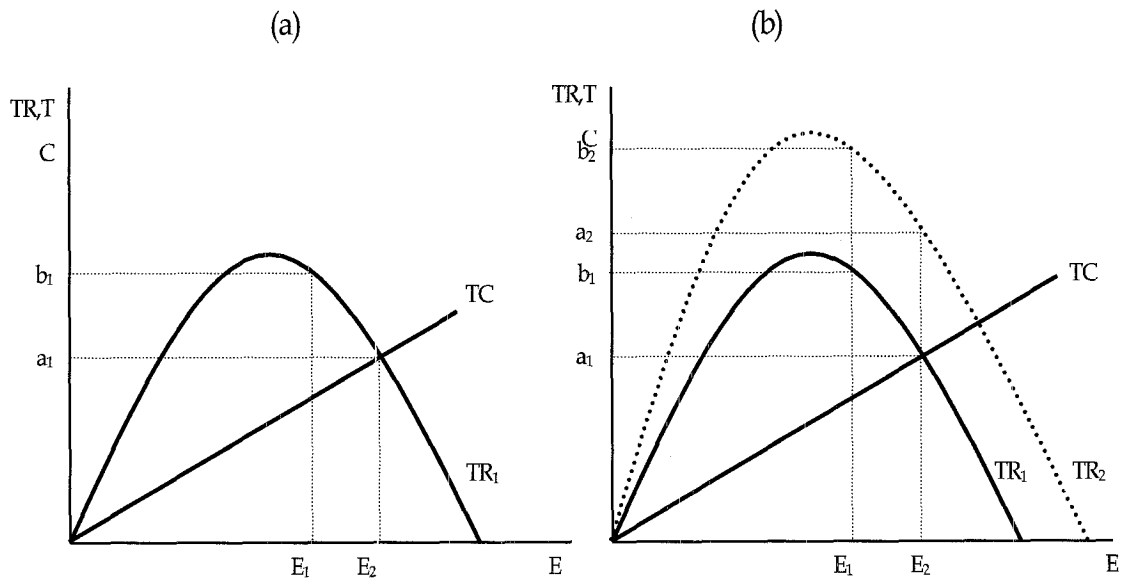 (a)
TR,T
C
b₁
a₁
TC
TR₁
E₁
E₂
E
(b)
TR,T
C
b₂
a₂
b₁
a₁
TC
TR₁
TR₂
E₁
E₂
E